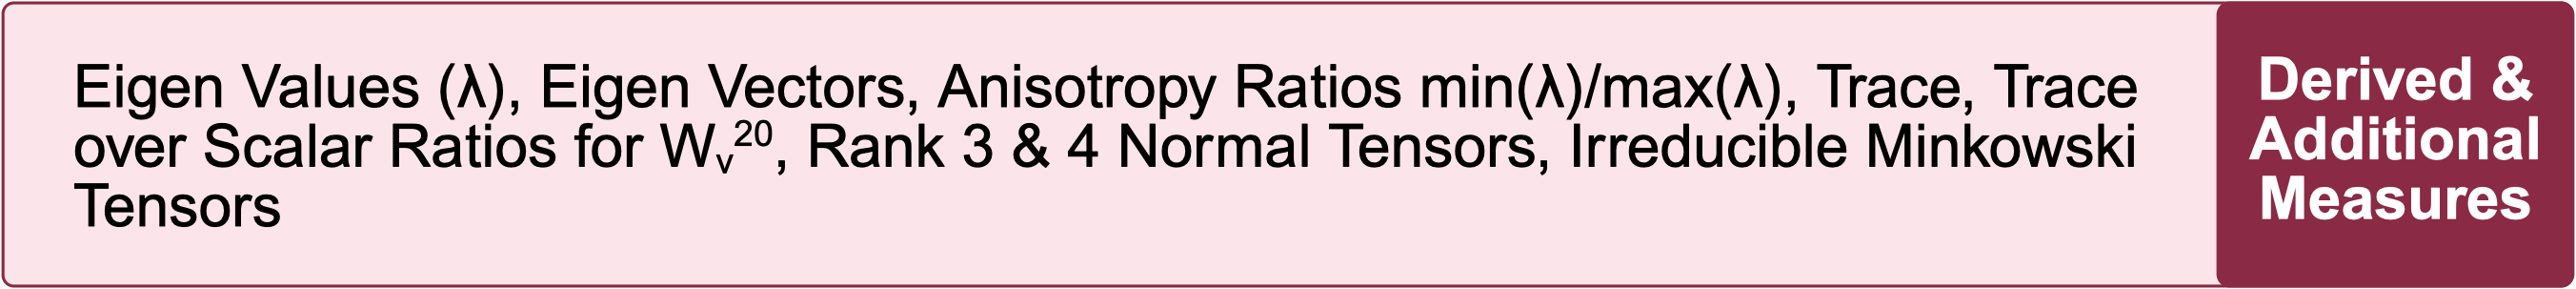 Eigen Values (λ), Eigen Vectors, Anisotropy Ratios min(λ)/max(λ), Trace, Trace
over Scalar Ratios for Wᵥ²⁰, Rank 3 & 4 Normal Tensors, Irreducible Minkowski
Tensors
Derived &
Additional
Measures